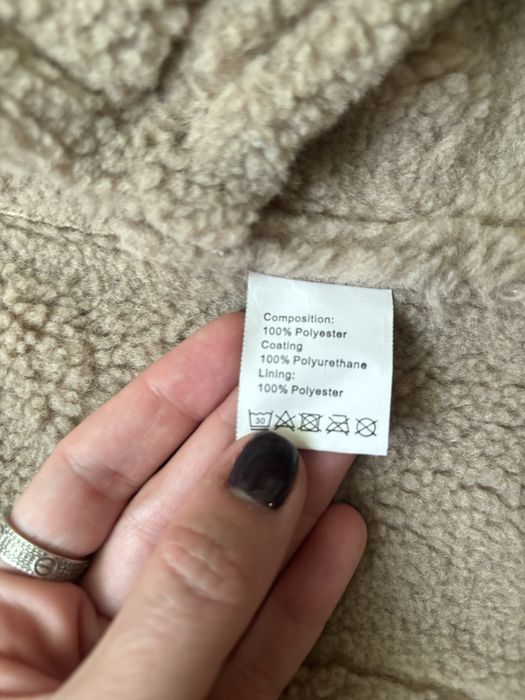 Composition:
100% Polyester
Coating
100% Polyurethane
Lining:
100% Polyester
30